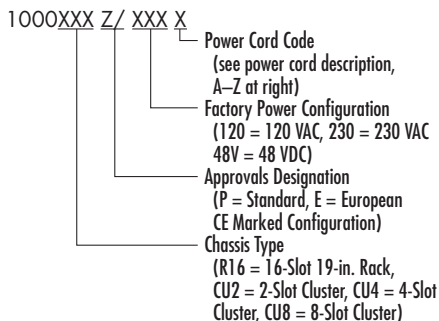 1000XXX Z/ XXX X
Power Cord Code
(see power cord description,
A–Z at right)
Factory Power Configuration
(120 = 120 VAC, 230 = 230 VAC
48V = 48 VDC)
Approvals Designation
(P = Standard, E = European
CE Marked Configuration)
Chassis Type
(R16 = 16-Slot 19-in. Rack,
CU2 = 2-Slot Cluster, CU4 = 4-Slot
Cluster, CU8 = 8-Slot Cluster)